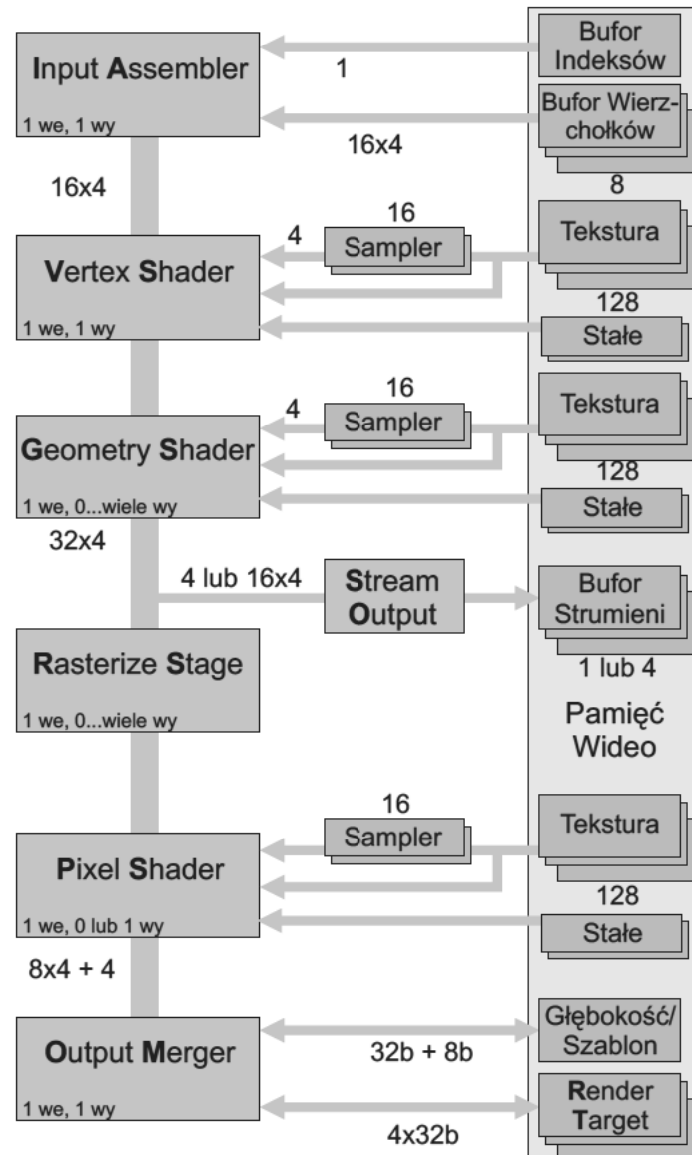 Input Assembler
1 we, 1 wy
1
Bufor
Indeksów
16x4
Bufor Wierz-
chołków
8
16x4
Vertex Shader
1 we, 1 wy
4
16
Sampler
Tekstura
128
Stałe
Geometry Shader
1 we, 0...wiele wy
4
16
Sampler
Tekstura
128
Stałe
32x4
4 lub 16x4
Stream
Output
Bufor
Strumieni
1 lub 4
Rasterize Stage
1 we, 0...wiele wy
Pamięć
Wideo
Pixel Shader
1 we, 0 lub 1 wy
16
Sampler
Tekstura
128
Stałe
8x4 + 4
Output Merger
1 we, 1 wy
32b + 8b
Głębokość/
Szablon
4x32b
Render
Target